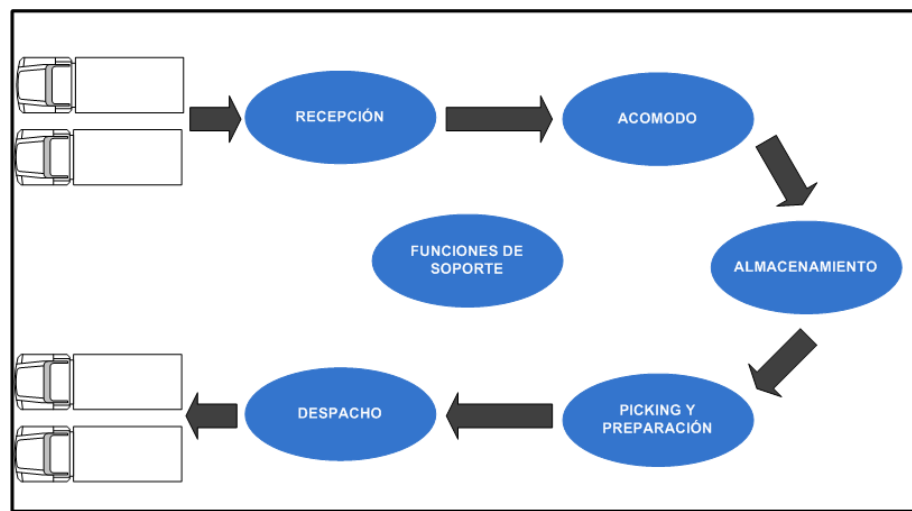 RECEPCIÓN
ACOMODO
FUNCIONES DE
SOPORTE
ALMACENAMIENTO
DESPACHO
PICKING Y
PREPARACIÓN